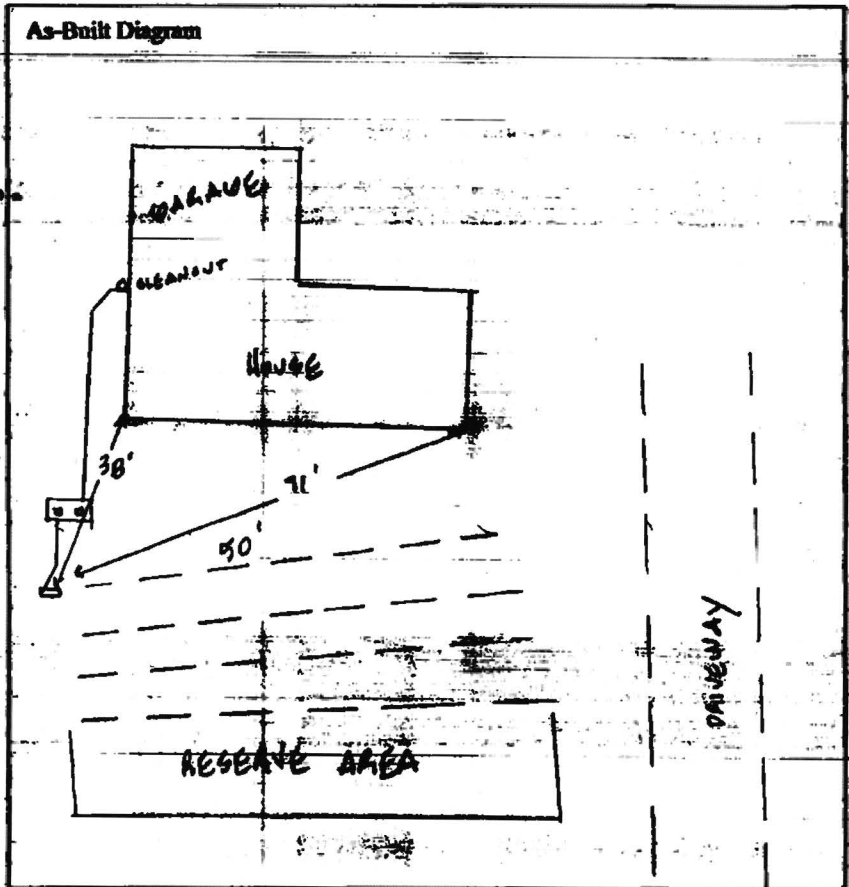 As-Built Diagram
GARAGE
CLEANOUT
HOUSE
38'
71'
50'
DRIVEWAY
RESERVE AREA